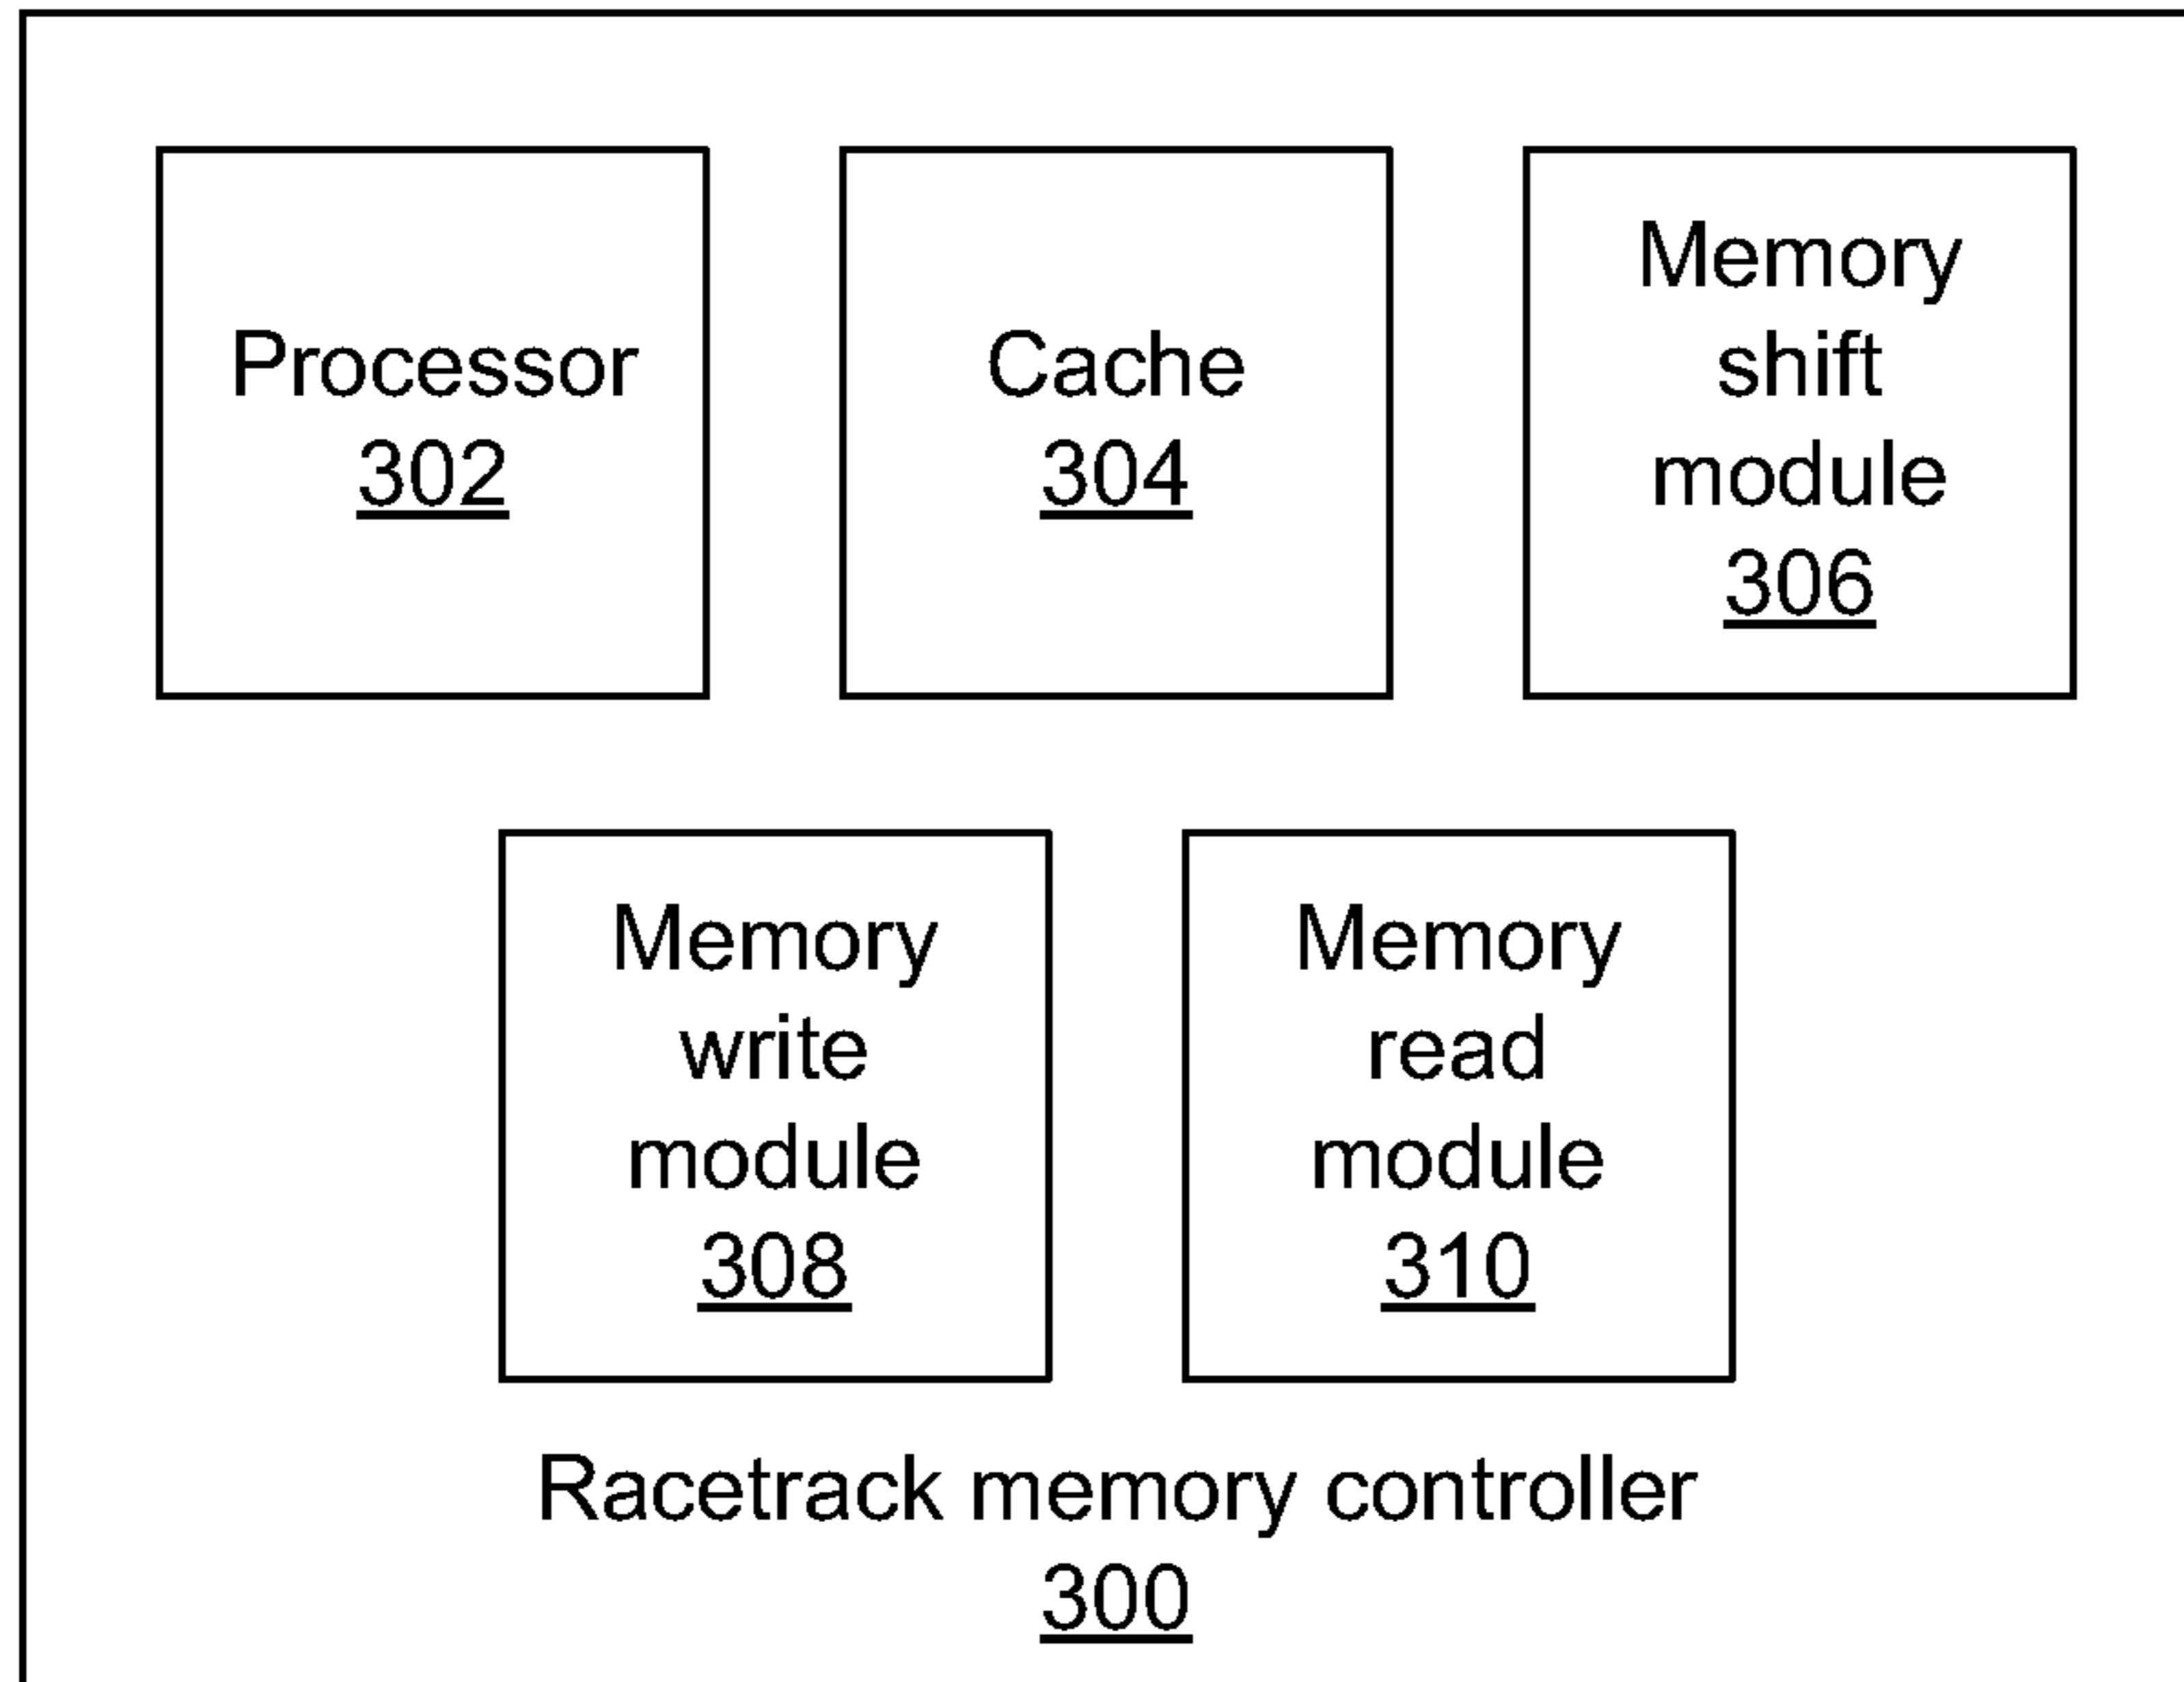 Processor
302
Cache
304
Memory
shift
module
306
Memory
write
module
308
Memory
read
module
310
Racetrack memory controller
300